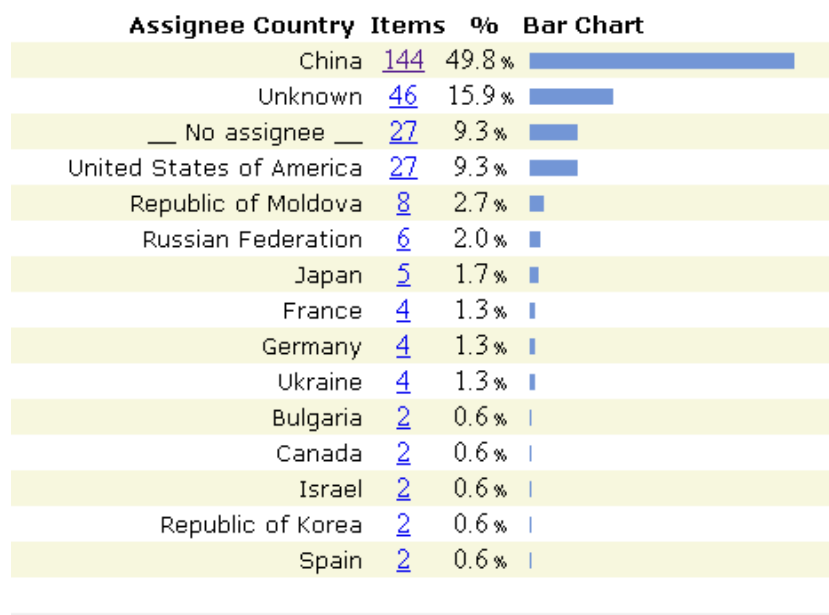 Assignee Country Items % Bar Chart
China 144 49.8 %
Unknown 46 15.9 %
__ No assignee __ 27 9.3 %
United States of America 27 9.3 %
Republic of Moldova 8 2.7 %
Russian Federation 6 2.0 %
Japan 5 1.7 %
France 4 1.3 %
Germany 4 1.3 %
Ukraine 4 1.3 %
Bulgaria 2 0.6 %
Canada 2 0.6 %
Israel 2 0.6 %
Republic of Korea 2 0.6 %
Spain 2 0.6 %